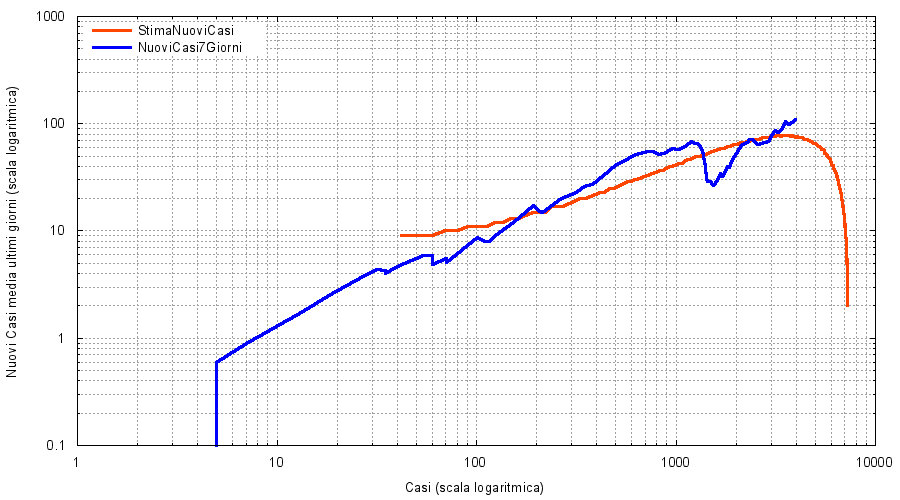 1000
100
10
1
0.1
StimaNuoviCasi
NuoviCasi7Giorni
Nuovi Casi media ultimi giorni (scala logaritmica)
1 10 100 1000 10000
Casi (scala logaritmica)